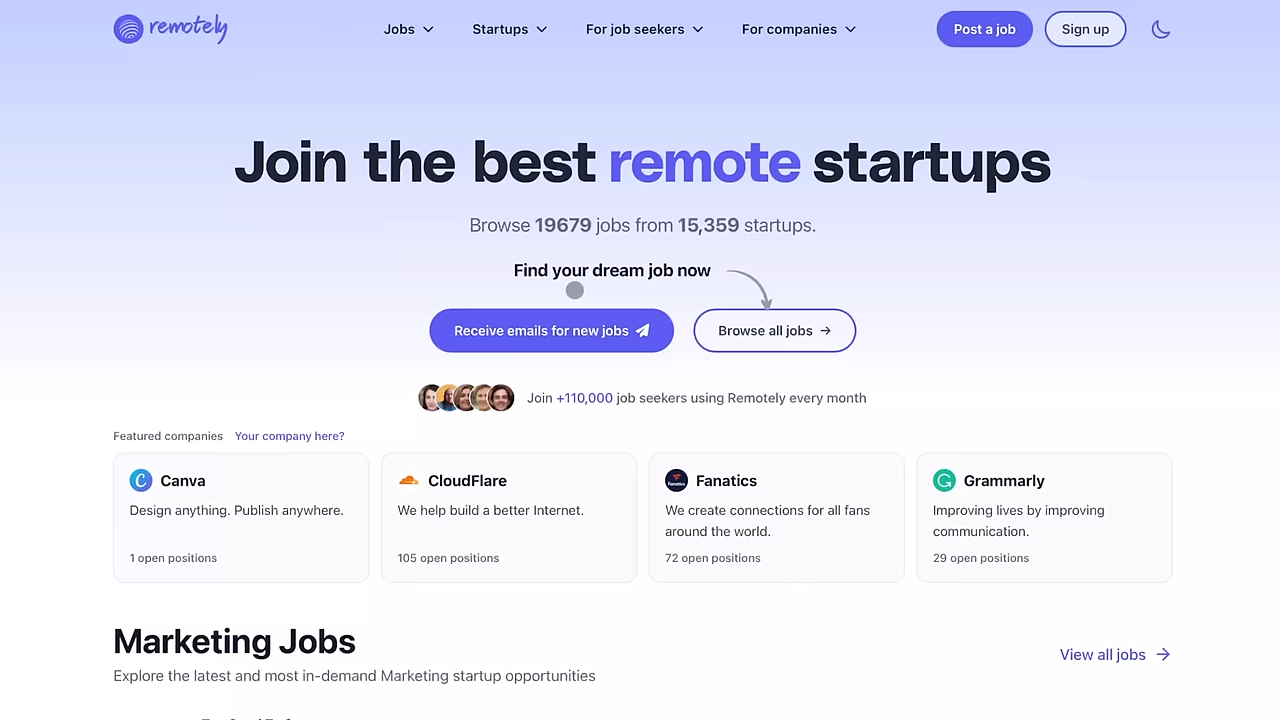 remotely
Jobs
Startups
For job seekers
For companies
Post a job
Sign up
Join the best remote startups
Browse 19679 jobs from 15,359 startups.
Find your dream job now
Receive emails for new jobs
Browse all jobs →
Join +110,000 job seekers using Remotely every month
Featured companies Your company here?
Canva
Design anything. Publish anywhere.
1 open positions
CloudFlare
We help build a better Internet.
105 open positions
Fanatics
We create connections for all fans
around the world.
72 open positions
Grammarly
Improving lives by improving
communication.
29 open positions
Marketing Jobs
Explore the latest and most in-demand Marketing startup opportunities
View all jobs →